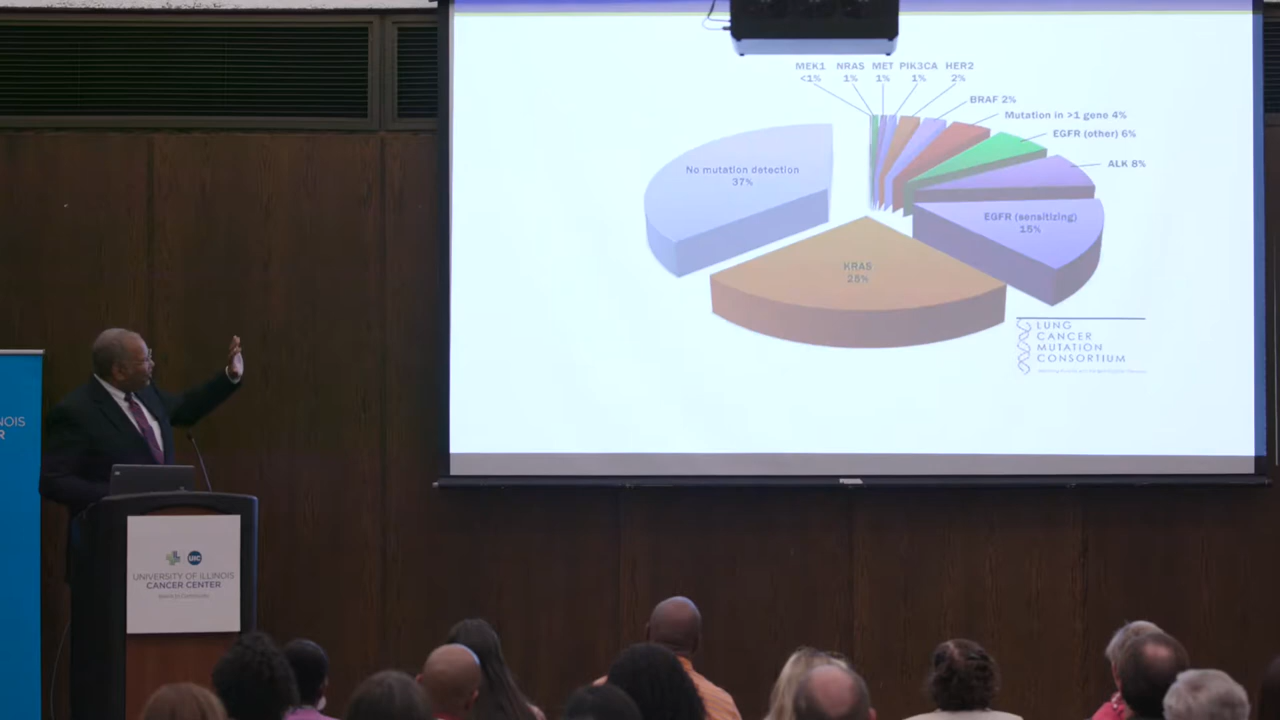 MEK1 NRAS MET PIK3CA HER2
<1% 1% 1% 1% 2%
BRAF 2%
Mutation in >1 gene 4%
EGFR (other) 6%
ALK 8%
No mutation detection
37%
EGFR (sensitizing)
15%
KRAS
25%
LUNG
CANCER
MUTATION
CONSORTIUM
NOIS
R
UIC
UNIVERSITY OF ILLINOIS
CANCER CENTER